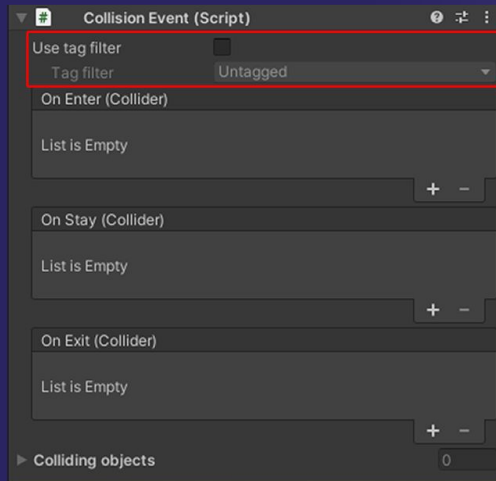 # Collision Event (Script)
Use tag filter
Tag filter Untagged
On Enter (Collider)
List is Empty
+ −
On Stay (Collider)
List is Empty
+ −
On Exit (Collider)
List is Empty
+ −
Colliding objects 0